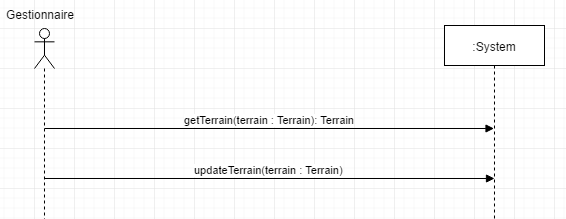 Gestionnaire
:System
getTerrain(terrain : Terrain): Terrain
updateTerrain(terrain : Terrain)